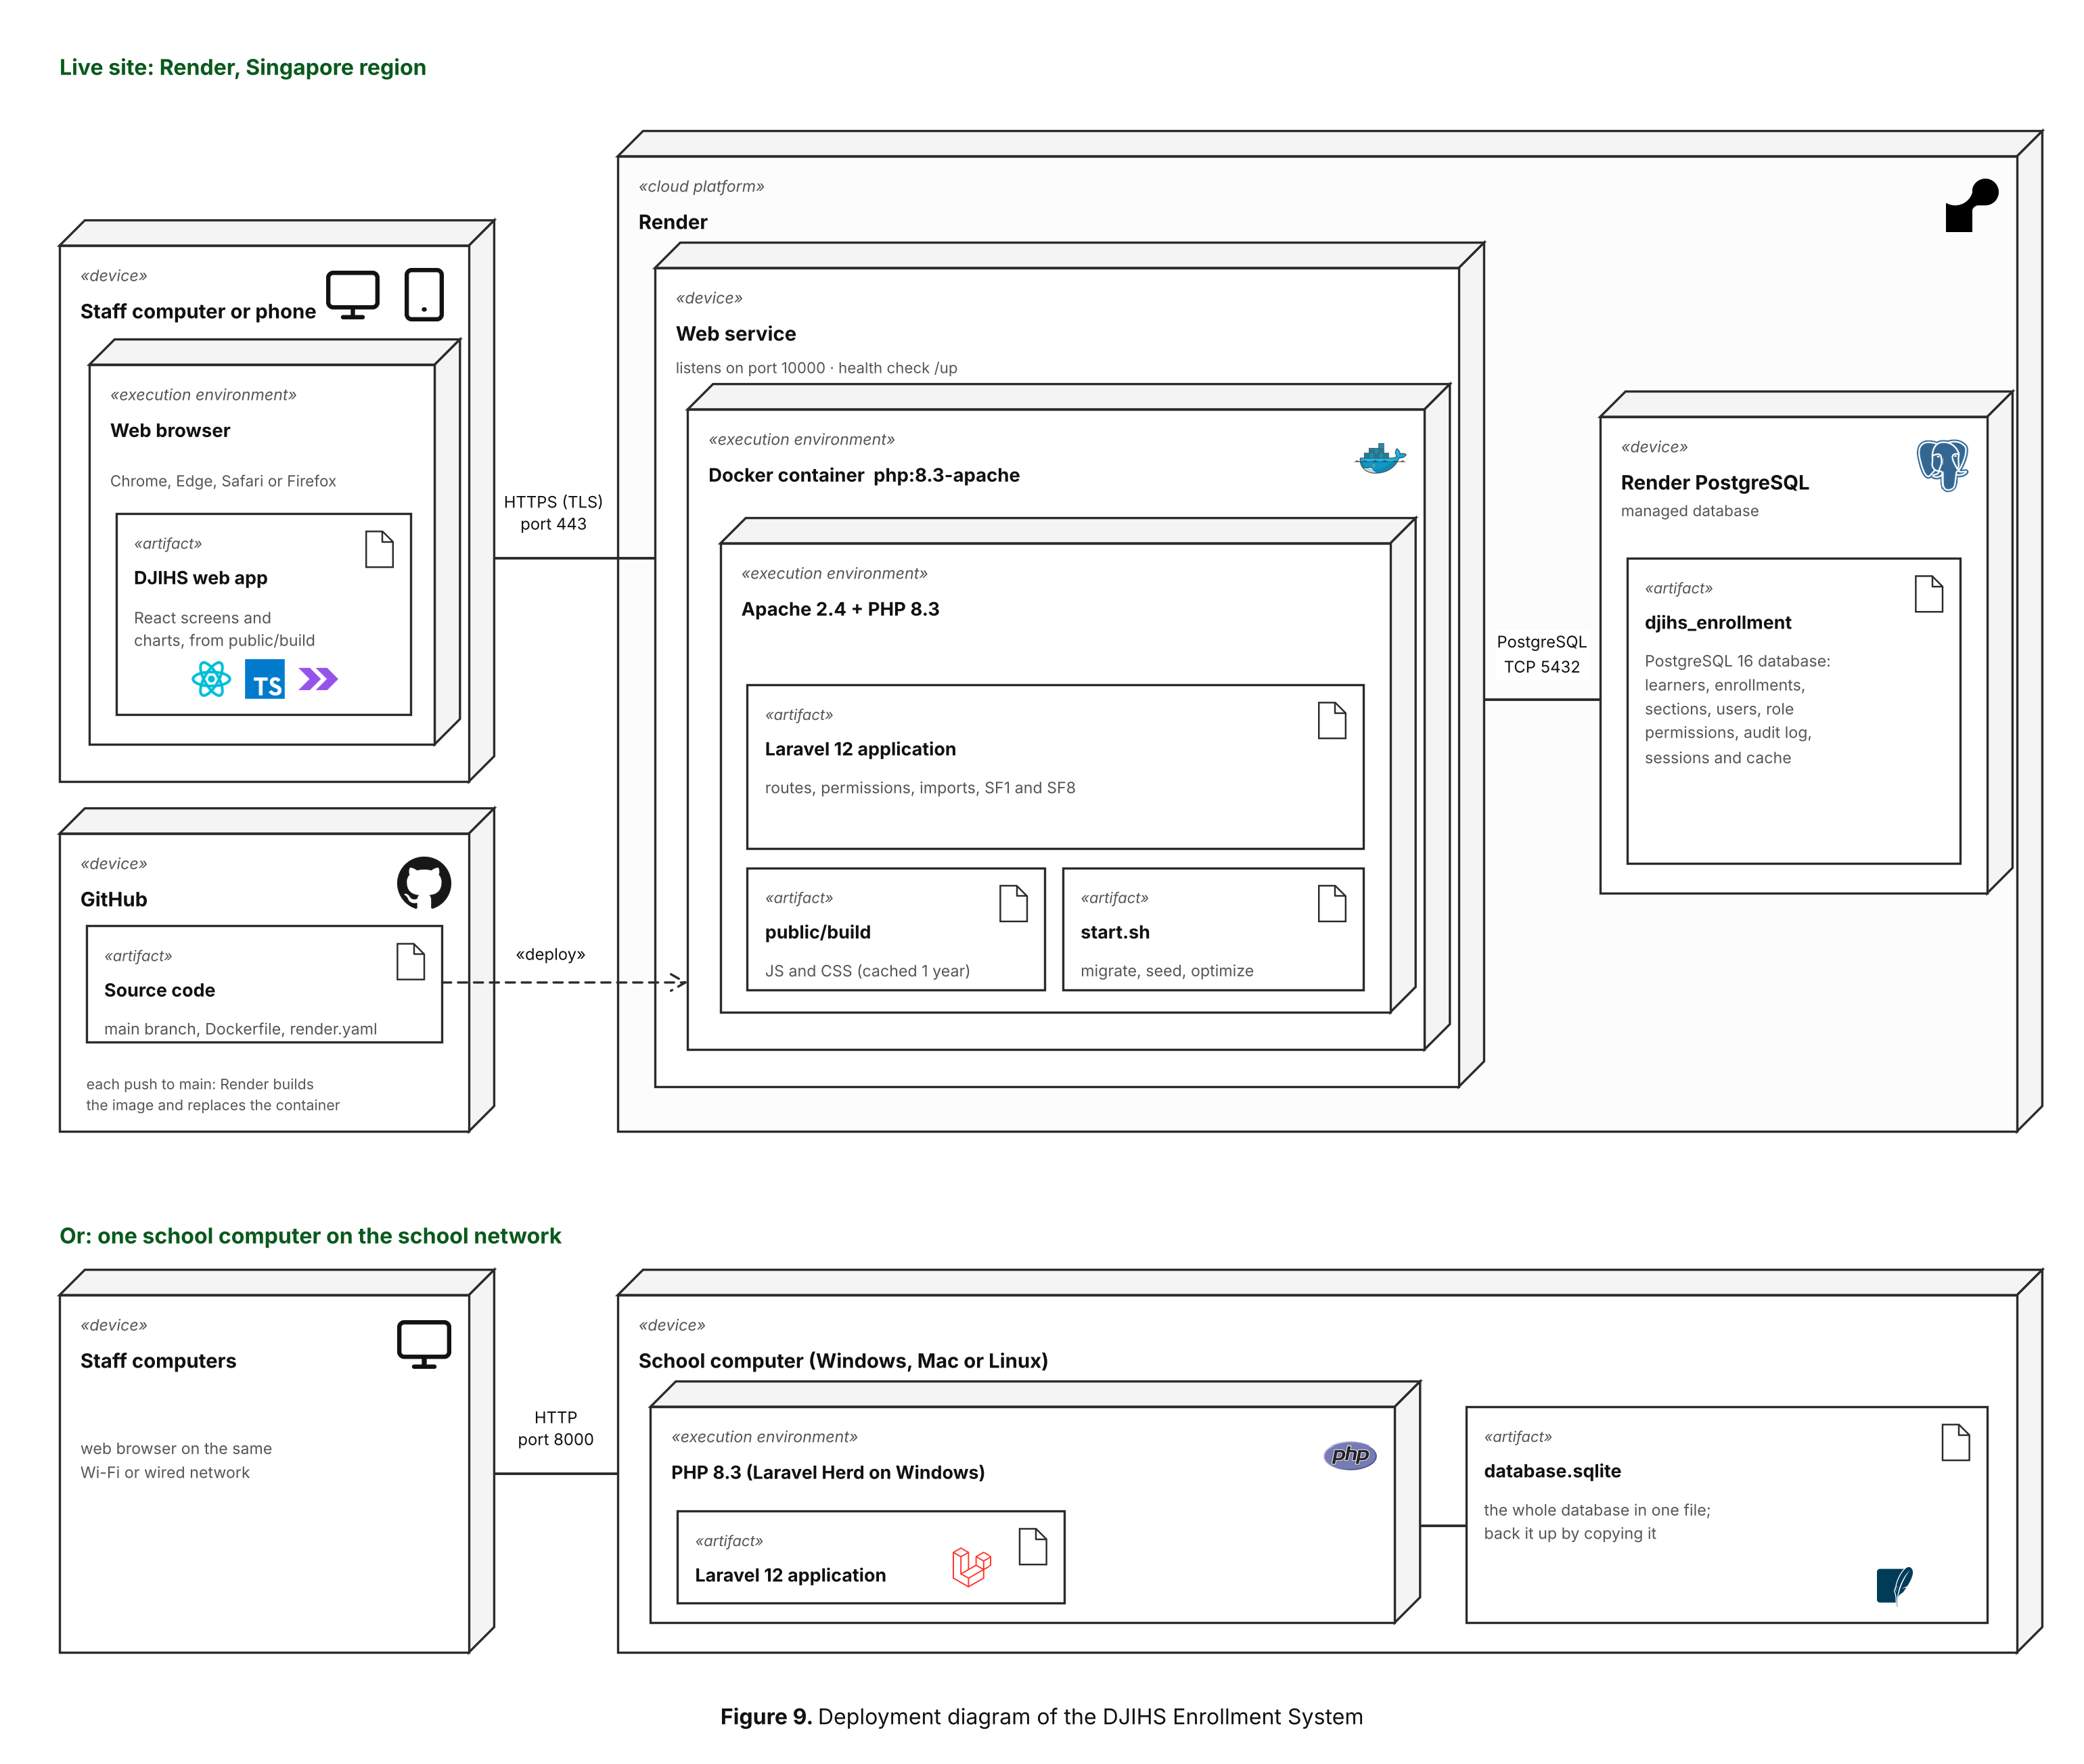 Live site: Render, Singapore region
«cloud platform»
Render
«device»
Staff computer or phone
«execution environment»
Web browser
Chrome, Edge, Safari or Firefox
«artifact»
DJIHS web app
React screens and
charts, from public/build
TS
HTTPS (TLS)
port 443
«device»
Web service
listens on port 10000 · health check /up
«execution environment»
Docker container php:8.3-apache
«execution environment»
Apache 2.4 + PHP 8.3
«artifact»
Laravel 12 application
routes, permissions, imports, SF1 and SF8
«artifact»
public/build
JS and CSS (cached 1 year)
«artifact»
start.sh
migrate, seed, optimize
PostgreSQL
TCP 5432
«device»
Render PostgreSQL
managed database
«artifact»
djihs_enrollment
PostgreSQL 16 database:
learners, enrollments,
sections, users, role
permissions, audit log,
sessions and cache
«device»
GitHub
«artifact»
Source code
main branch, Dockerfile, render.yaml
each push to main: Render builds
the image and replaces the container
«deploy»
Or: one school computer on the school network
«device»
Staff computers
web browser on the same
Wi-Fi or wired network
HTTP
port 8000
«device»
School computer (Windows, Mac or Linux)
«execution environment»
PHP 8.3 (Laravel Herd on Windows)
php
«artifact»
Laravel 12 application
«artifact»
database.sqlite
the whole database in one file;
back it up by copying it
Figure 9. Deployment diagram of the DJIHS Enrollment System